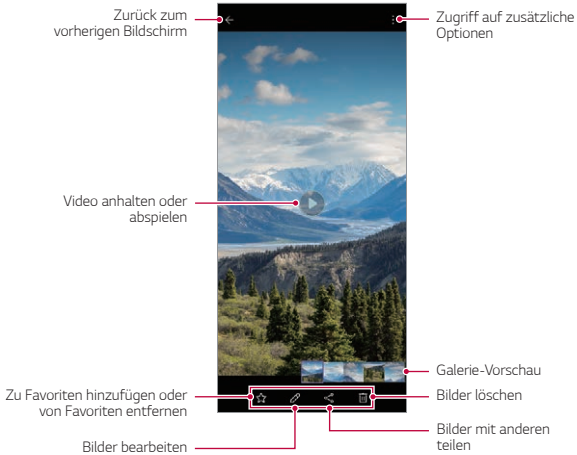 Zurück zum
vorherigen Bildschirm
Zugriff auf zusätzliche
Optionen
Video anhalten oder
abspielen
Galerie-Vorschau
Zu Favoriten hinzufügen oder
von Favoriten entfernen
Bilder löschen
Bilder bearbeiten
Bilder mit anderen
teilen